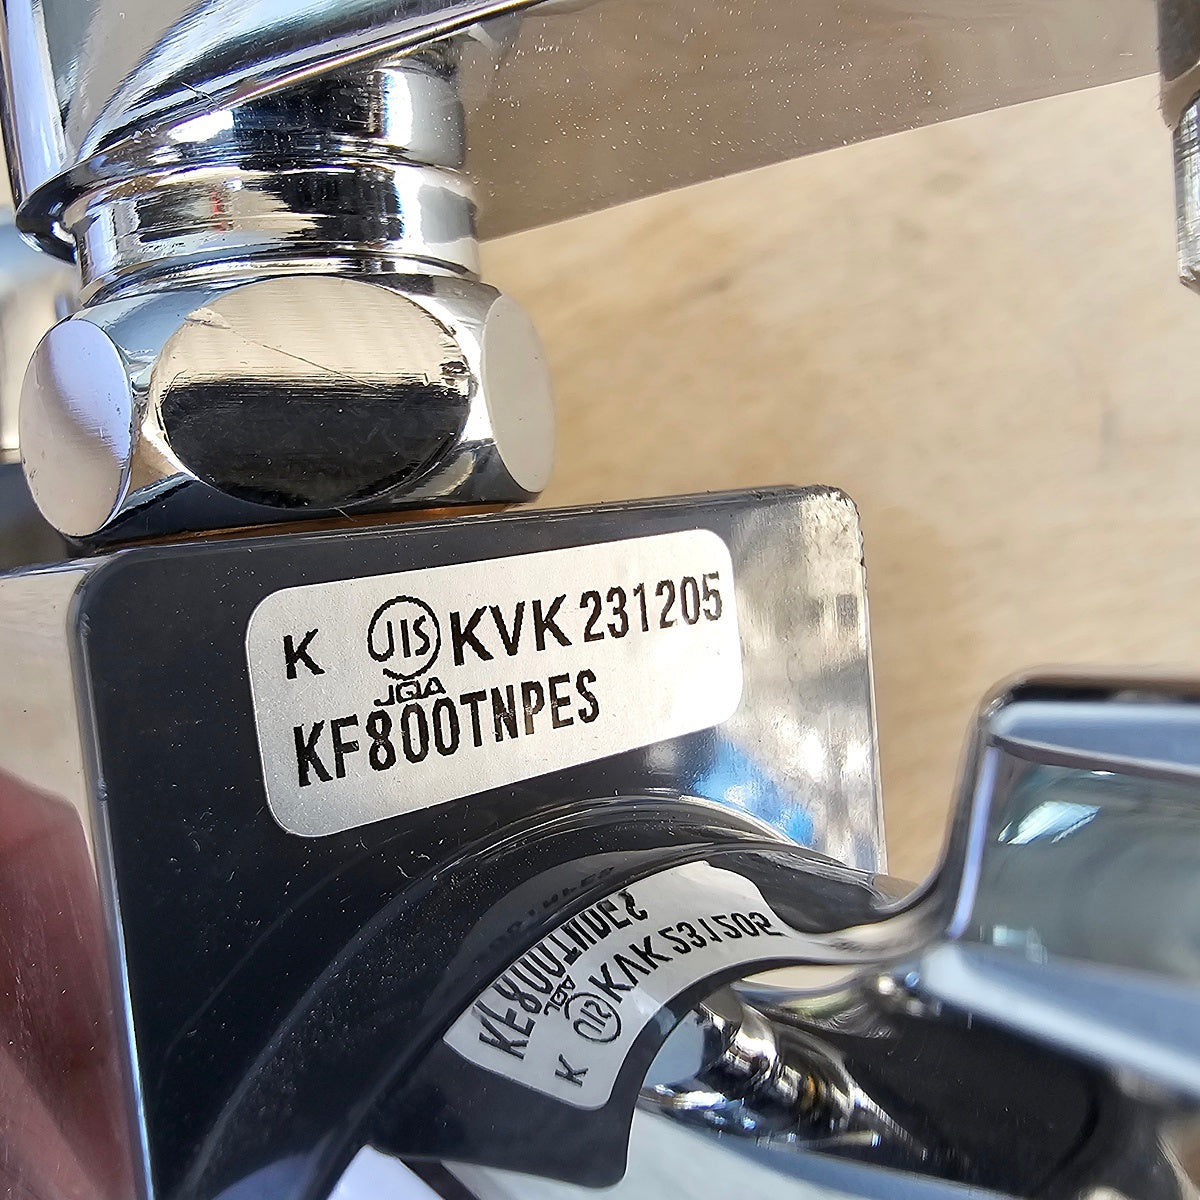 K JIS KVK 231205
JQA
KF800TNPES